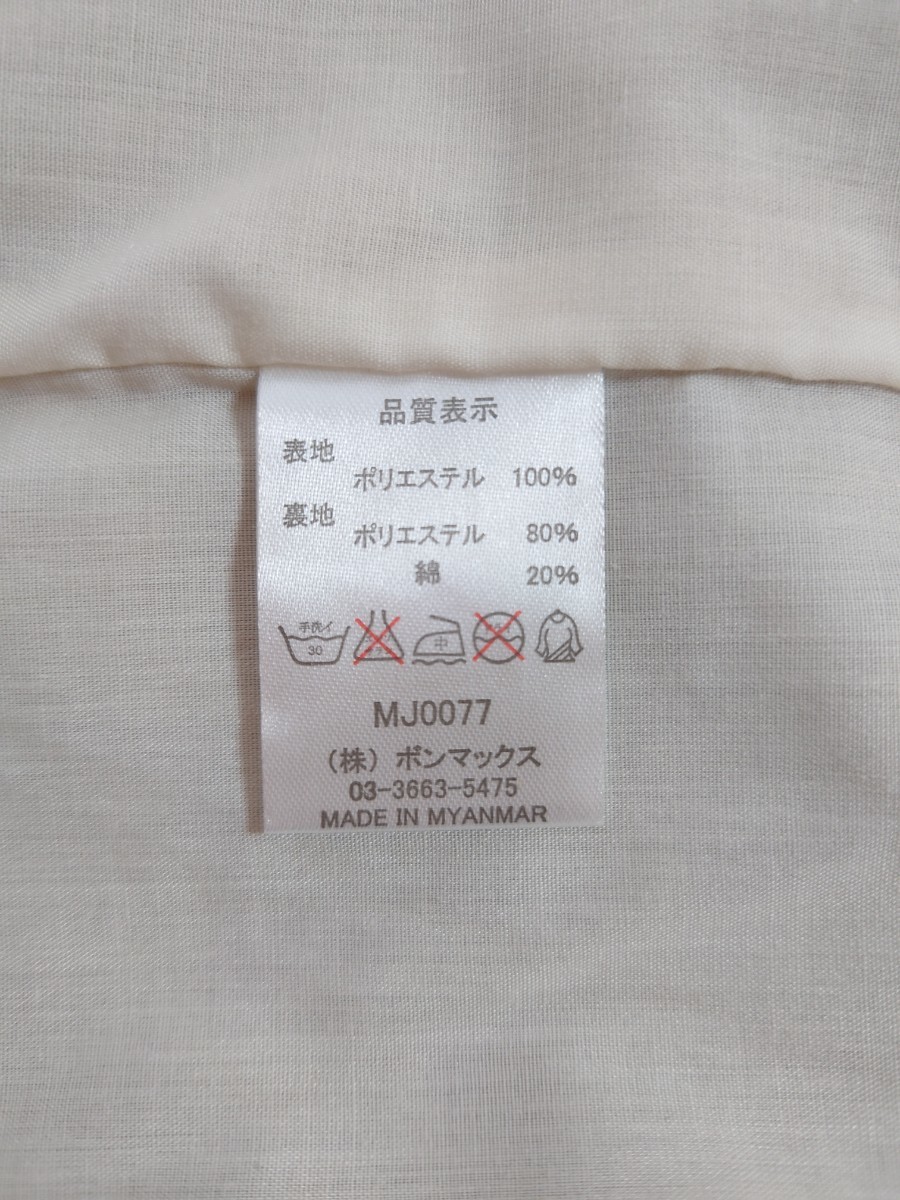 品質表示
表地
ポリエステル 100%
裏地
ポリエステル 80%
綿 20%
手洗イ 30 中
MJ0077
(株) ボンマックス
03-3663-5475
MADE IN MYANMAR